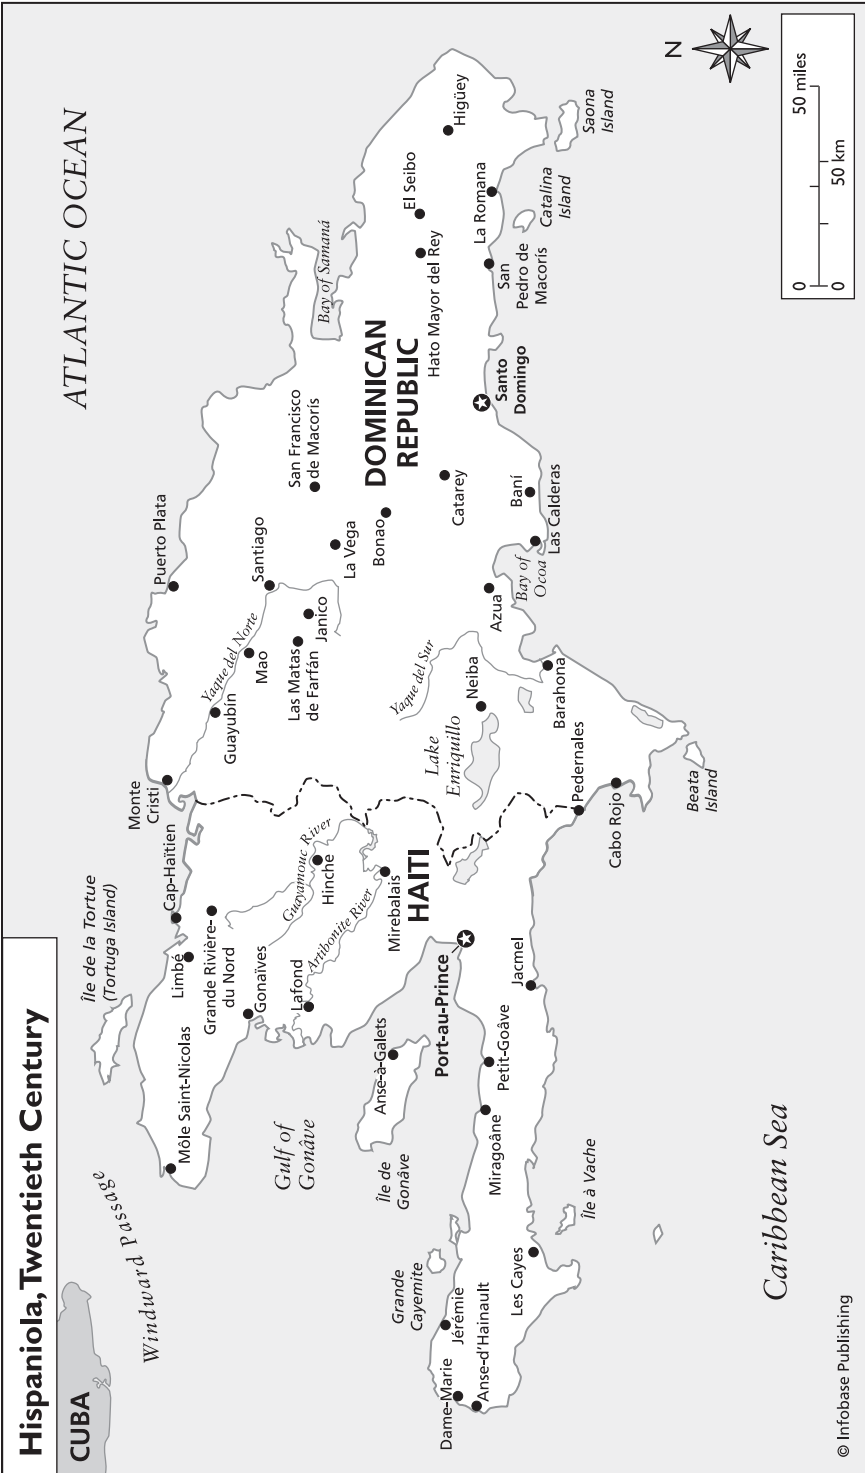 Hispaniola, Twentieth Century
CUBA
Windward Passage
ATLANTIC OCEAN
Île de la Tortue
(Tortuga Island)
Môle Saint-Nicolas
Limbé
Cap-Haïtien
Grande Rivière-
du Nord
Gonaïves
Guayamouc River
Hinche
Lafond
Artibonite River
Mirebalais
HAITI
Gulf of
Gonâve
Anse-à-Galets
Île de
Gonâve
Port-au-Prince
Petit-Goâve
Miragoâne
Jacmel
Grande
Cayemite
Jérémie
Dame-Marie
Anse-d'Hainault
Les Cayes
Île à Vache
Caribbean Sea
Monte
Cristi
Puerto Plata
Guayubín
Yaque del Norte
Mao
Santiago
Las Matas
de Farfán
Janico
La Vega
San Francisco
de Macorís
Bonao
DOMINICAN
REPUBLIC
Bay of Samaná
Hato Mayor del Rey
El Seibo
Higüey
La Romana
San
Pedro de
Macorís
Catalina
Island
Saona
Island
Santo
Domingo
Catarey
Baní
Las Calderas
Bay of
Ocoa
Azua
Yaque del Sur
Neiba
Lake
Enriquillo
Barahona
Pedernales
Cabo Rojo
Beata
Island
N
0 50 miles
0 50 km
© Infobase Publishing